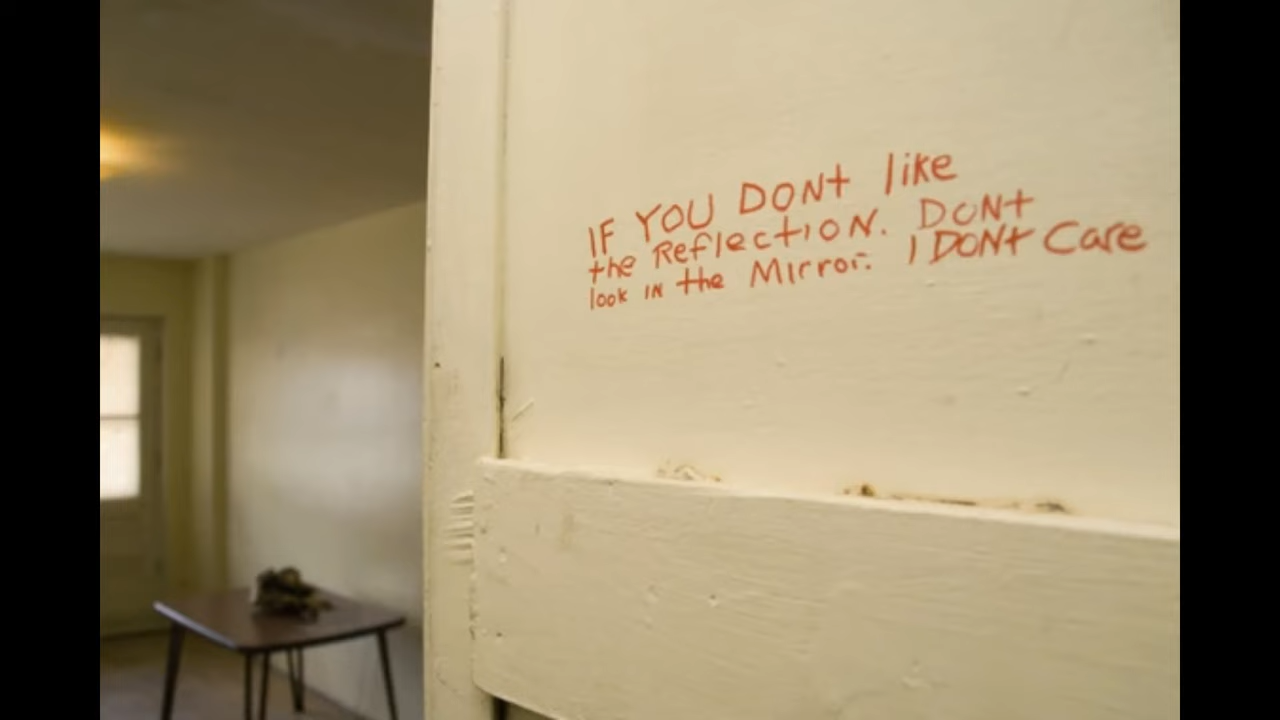 IF YOU DONt like
the Reflection. DONt
look IN the Mirror. I DONt Care